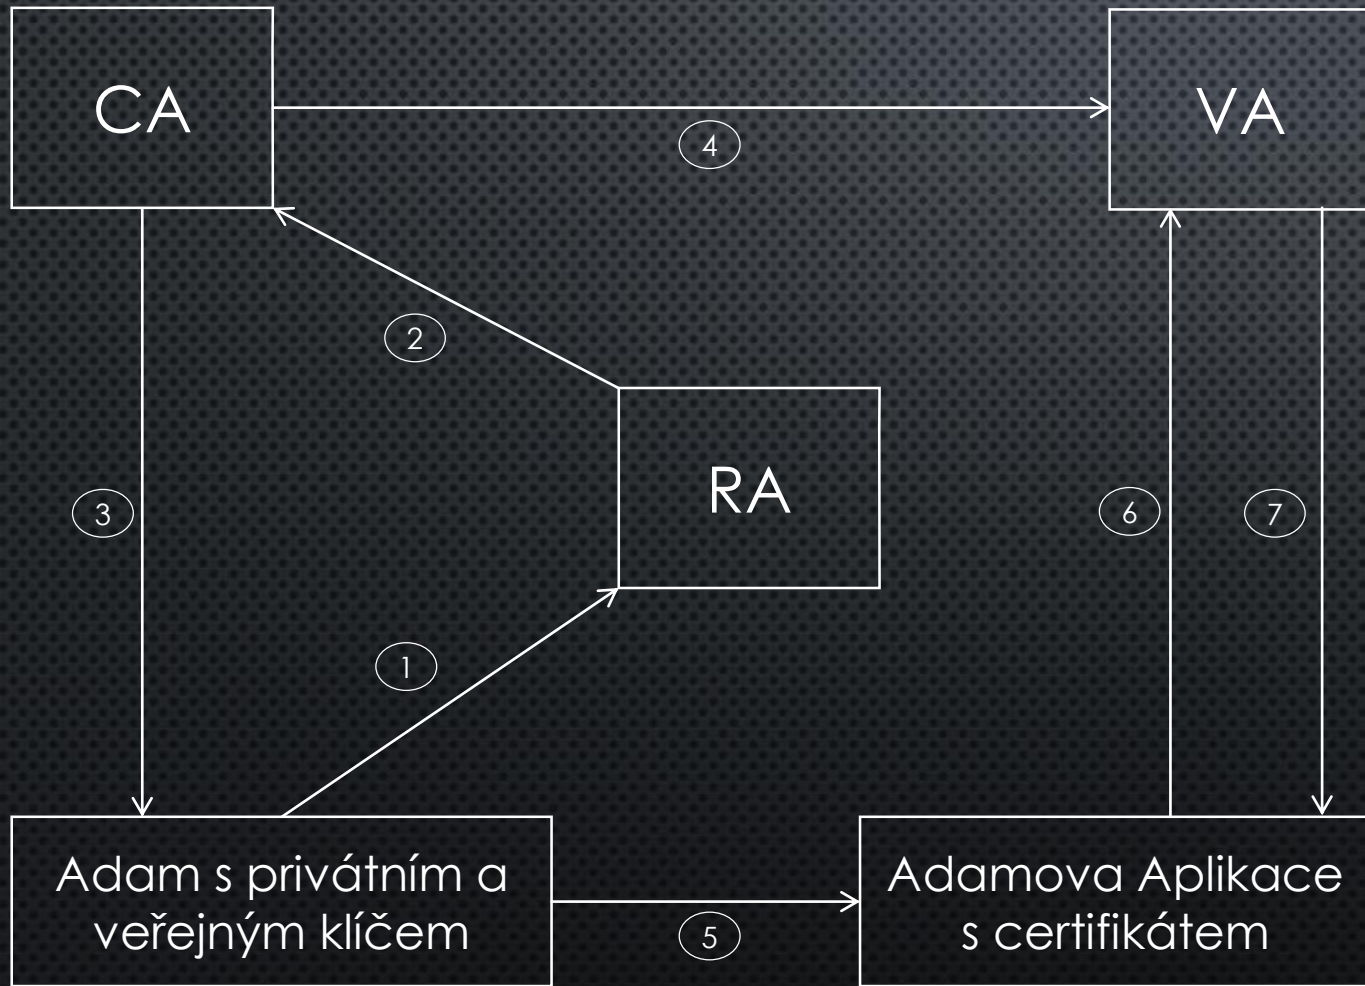 CA
VA
4
2
RA
3
6
7
1
Adam s privátním a
veřejným klíčem
5
Adamova Aplikace
s certifikátem